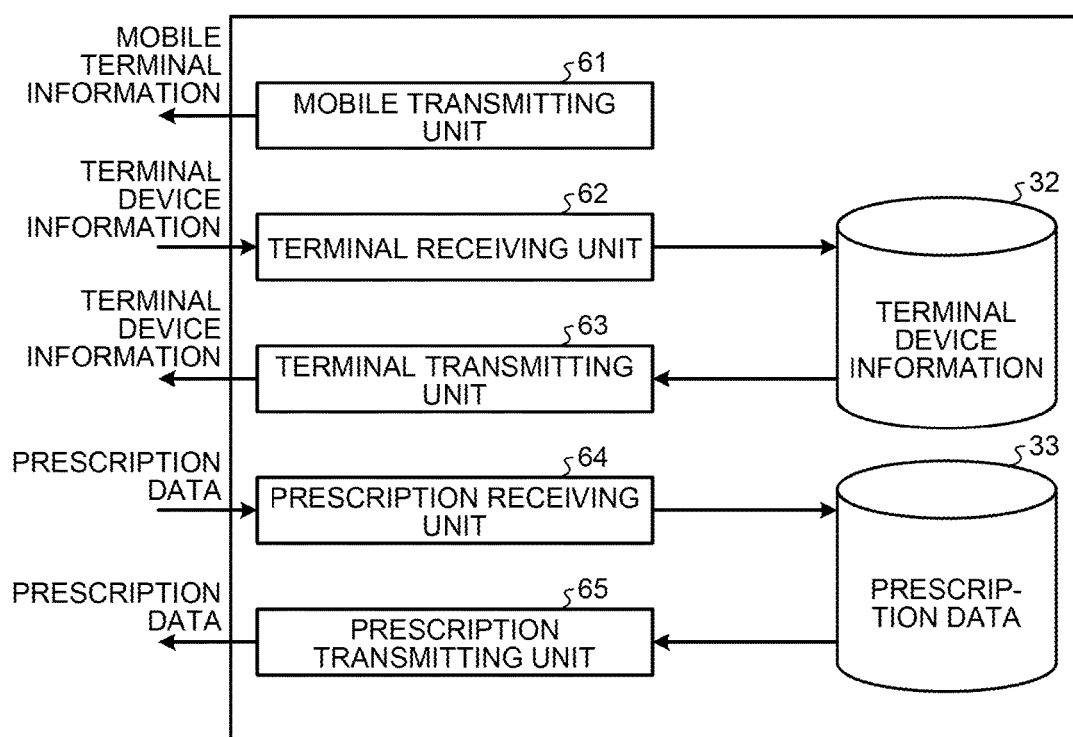 MOBILE
TERMINAL
INFORMATION
61
MOBILE TRANSMITTING
UNIT
TERMINAL
DEVICE
INFORMATION
62
TERMINAL RECEIVING UNIT
32
TERMINAL
DEVICE
INFORMATION
TERMINAL
DEVICE
INFORMATION
63
TERMINAL TRANSMITTING
UNIT
PRESCRIPTION
DATA
64
PRESCRIPTION RECEIVING
UNIT
33
PRESCRIP-
TION DATA
PRESCRIPTION
DATA
65
PRESCRIPTION
TRANSMITTING UNIT